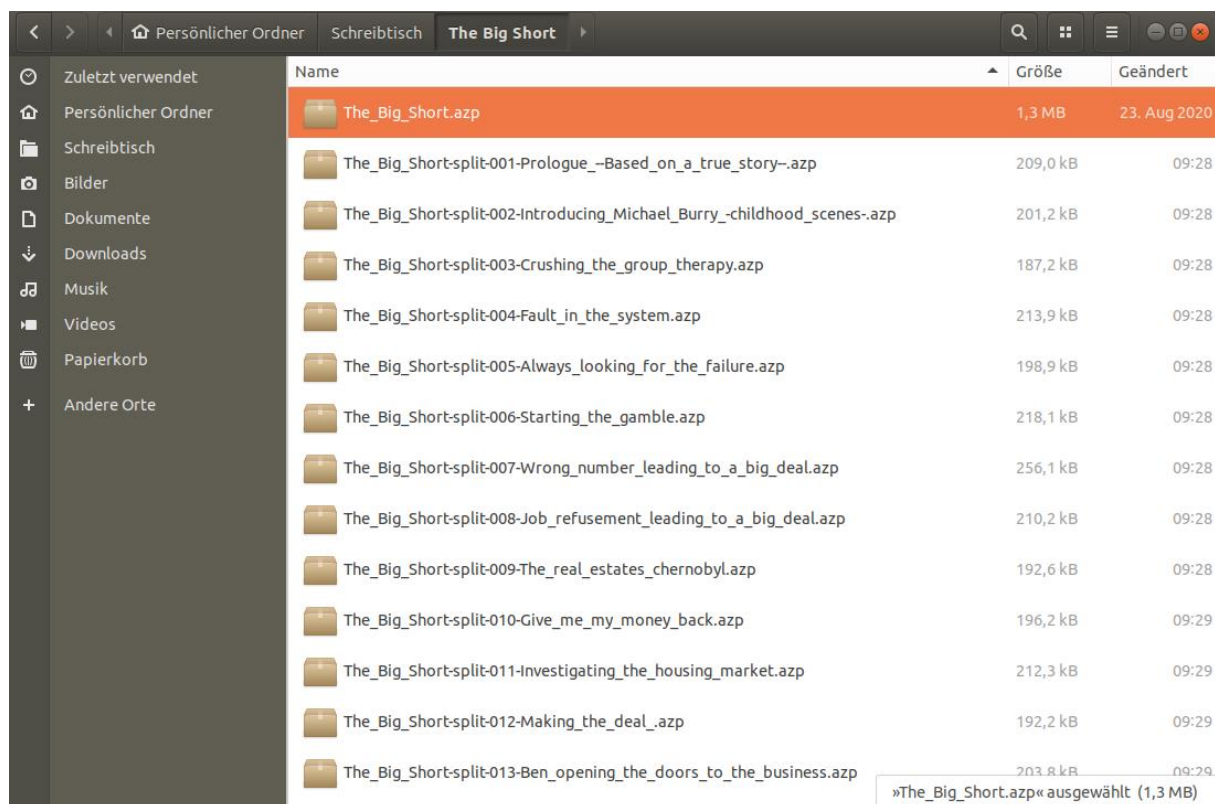 Persönlicher Ordner Schreibtisch The Big Short
Zuletzt verwendet
Persönlicher Ordner
Schreibtisch
Bilder
Dokumente
Downloads
Musik
Videos
Papierkorb
Andere Orte
Name Größe Geändert
The_Big_Short.azp 1,3 MB 23. Aug 2020
The_Big_Short-split-001-Prologue_--Based_on_a_true_story--.azp 209,0 kB 09:28
The_Big_Short-split-002-Introducing_Michael_Burry_-childhood_scenes-.azp 201,2 kB 09:28
The_Big_Short-split-003-Crushing_the_group_therapy.azp 187,2 kB 09:28
The_Big_Short-split-004-Fault_in_the_system.azp 213,9 kB 09:28
The_Big_Short-split-005-Always_looking_for_the_failure.azp 198,9 kB 09:28
The_Big_Short-split-006-Starting_the_gamble.azp 218,1 kB 09:28
The_Big_Short-split-007-Wrong_number_leading_to_a_big_deal.azp 256,1 kB 09:28
The_Big_Short-split-008-Job_refusement_leading_to_a_big_deal.azp 210,2 kB 09:28
The_Big_Short-split-009-The_real_estates_chernobyl.azp 192,6 kB 09:28
The_Big_Short-split-010-Give_me_my_money_back.azp 196,2 kB 09:29
The_Big_Short-split-011-Investigating_the_housing_market.azp 212,3 kB 09:29
The_Big_Short-split-012-Making_the_deal_.azp 192,2 kB 09:29
The_Big_Short-split-013-Ben_opening_the_doors_to_the_business.azp 203,8 kB 09:29
»The_Big_Short.azp« ausgewählt (1,3 MB)